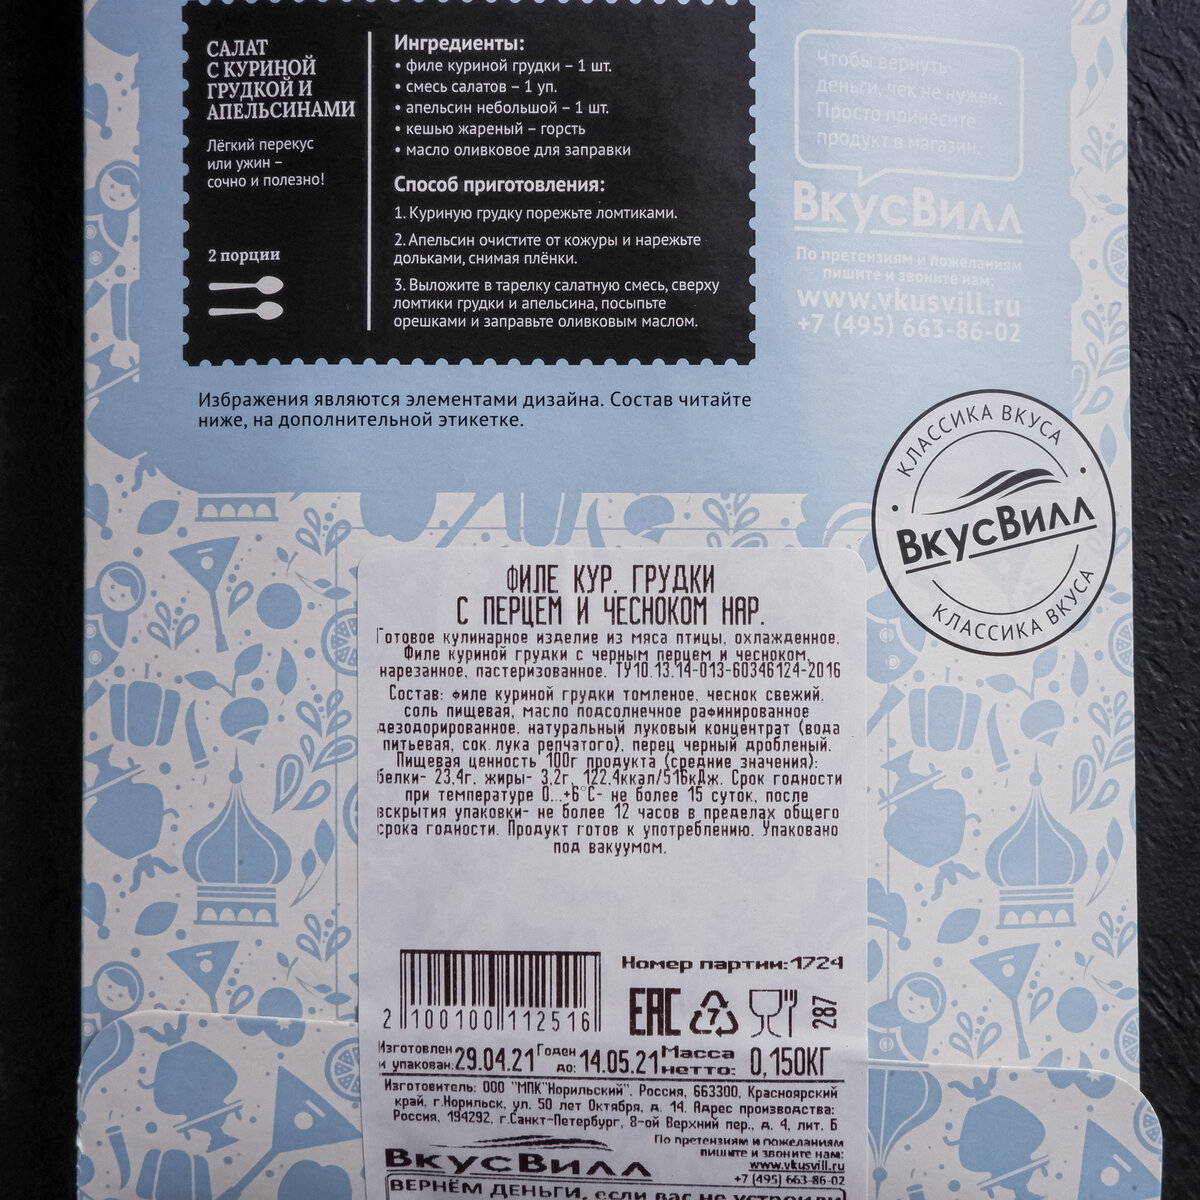 САЛАТ
С КУРИНОЙ
ГРУДКОЙ И
АПЕЛЬСИНАМИ
Лёгкий перекус
или ужин –
сочно и полезно!
2 порции
Ингредиенты:
• филе куриной грудки – 1 шт.
• смесь салатов – 1 уп.
• апельсин небольшой – 1 шт.
• кешью жареный – горсть
• масло оливковое для заправки
Способ приготовления:
1. Куриную грудку порежьте ломтиками.
2. Апельсин очистите от кожуры и нарежьте
дольками, снимая плёнки.
3. Выложите в тарелку салатную смесь, сверху
ломтики грудки и апельсина, посыпьте
орешками и заправьте оливковым маслом.
Чтобы вернуть
деньги, чек не нужен.
Просто принесите
продукт в магазин.
ВкусВилл
По претензиям и пожеланиям
пишите и звоните нам:
www.vkusvill.ru
+7 (495) 663-86-02
Избражения являются элементами дизайна. Состав читайте
ниже, на дополнительной этикетке.
КЛАССИКА ВКУСА
ВкусВилл
КЛАССИКА ВКУСА
ФИЛЕ КУР. ГРУДКИ
С ПЕРЦЕМ И ЧЕСНОКОМ НАР.
Готовое кулинарное изделие из мяса птицы, охлажденное.
Филе куриной грудки с черным перцем и чесноком,
нарезанное, пастеризованное. ТУ10.13.14-013-60346124-2016
Состав: филе куриной грудки томленое, чеснок свежий,
соль пищевая, масло подсолнечное рафинированное
дезодорированное, натуральный луковый концентрат (вода
питьевая, сок лука репчатого), перец черный дробленый.
Пищевая ценность 100г продукта (средние значения):
белки- 23,4г, жиры- 3,2г, 122,4ккал/516кДж. Срок годности
при температуре 0...+6°С- не более 15 суток, после
вскрытия упаковки- не более 12 часов в пределах общего
срока годности. Продукт готов к употреблению. Упаковано
под вакуумом.
Номер партии:1724
EAC 7 287
2 100100 112516
Изготовлен
и упакован: 29.04.21 Годен до: 14.05.21 Масса нетто: 0,150КГ
Изготовитель: ООО "МПК"Норильский". Россия, 663300, Красноярский
край, г.Норильск, ул. 50 лет Октября, д. 14. Адрес производства:
Россия, 194292, г.Санкт-Петербург, 8-ой Верхний пер., д. 4, лит. Б
ВкусВилл
По претензиям и пожеланиям
пишите и звоните нам:
www.vkusvill.ru
+7 (495) 663-86-02
ВЕРНЁМ ДЕНЬГИ, если вас не устроили